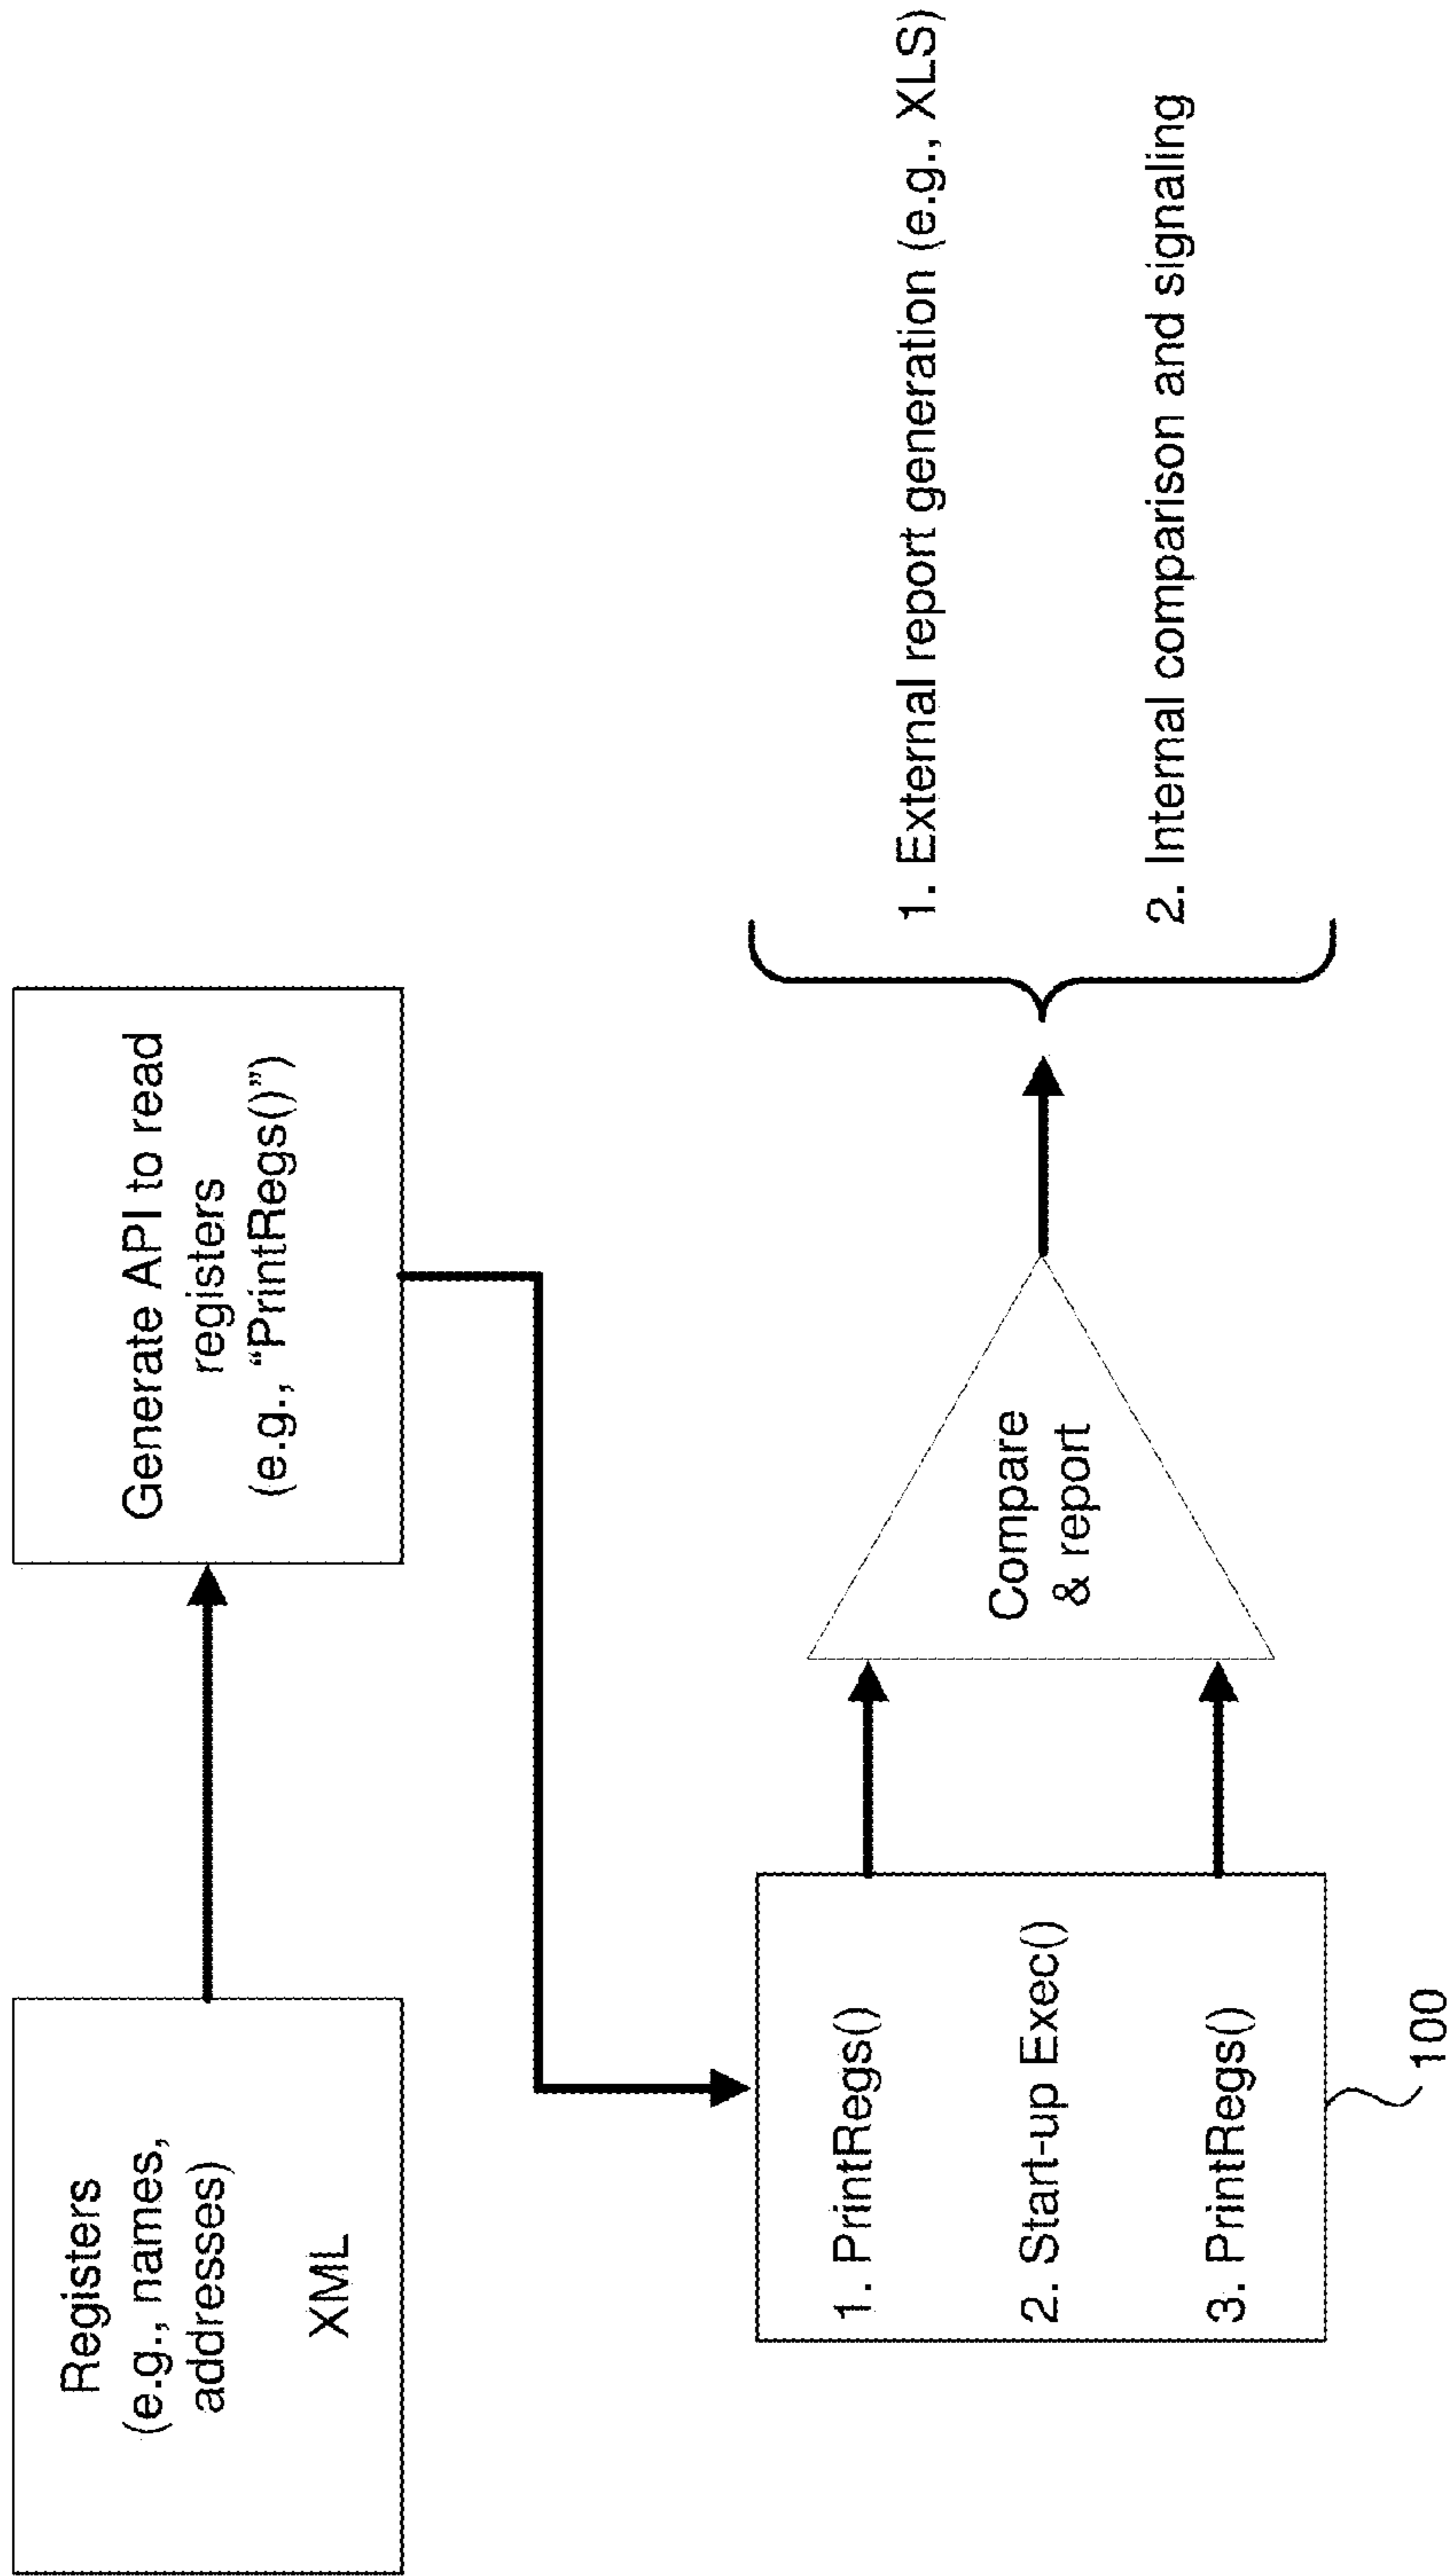 Registers
(e.g., names,
addresses)
XML
Generate API to read
registers
(e.g., “PrintRegs()”)
1. PrintRegs()
2. Start-up Exec()
3. PrintRegs()
100
Compare
& report
1. External report generation (e.g., XLS)
2. Internal comparison and signaling